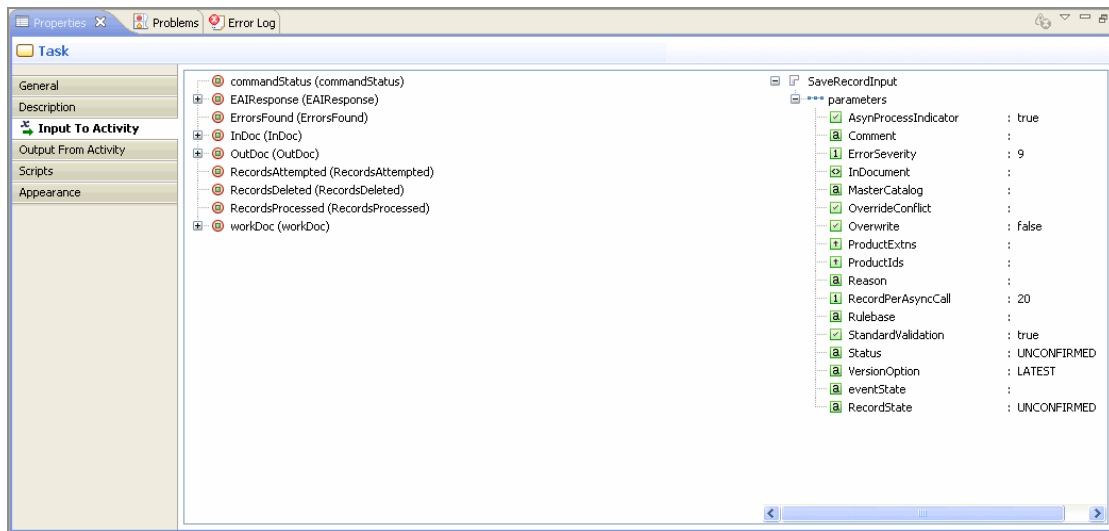 Properties Problems Error Log
Task
General
Description
Input To Activity
Output From Activity
Scripts
Appearance
commandStatus (commandStatus)
EAIResponse (EAIResponse)
ErrorsFound (ErrorsFound)
InDoc (InDoc)
OutDoc (OutDoc)
RecordsAttempted (RecordsAttempted)
RecordsDeleted (RecordsDeleted)
RecordsProcessed (RecordsProcessed)
workDoc (workDoc)
SaveRecordInput
parameters
AsynProcessIndicator : true
a Comment :
1 ErrorSeverity : 9
InDocument :
a MasterCatalog :
OverrideConflict :
Overwrite : false
ProductExtns :
ProductIds :
a Reason :
1 RecordPerAsyncCall : 20
a Rulebase :
StandardValidation : true
a Status : UNCONFIRMED
a VersionOption : LATEST
a eventState :
a RecordState : UNCONFIRMED